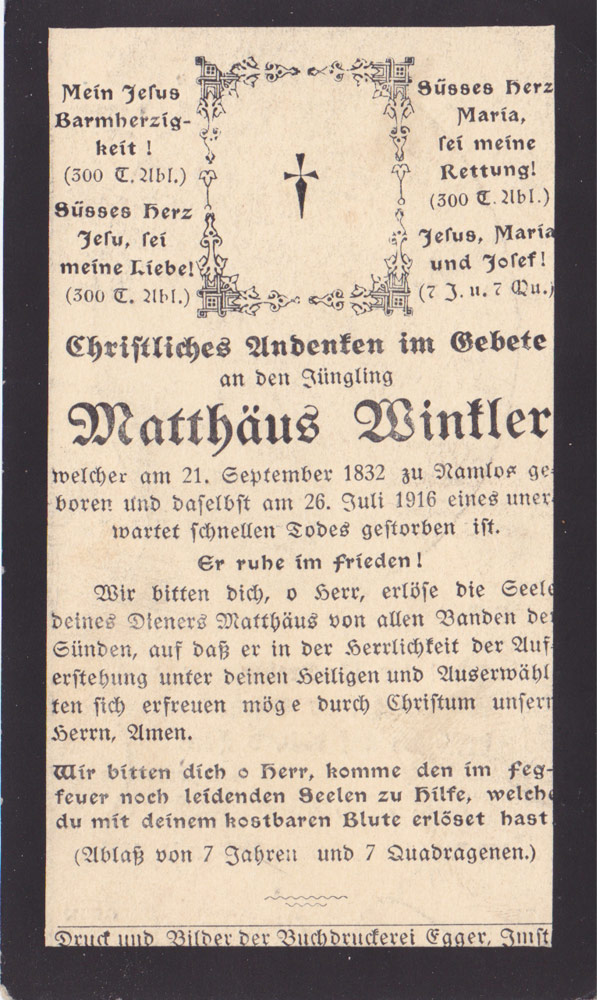 Mein Jesus
Barmherzig-
keit !
(300 T. Abl.)
Süsses Herz
Jesu, sei
meine Liebe!
(300 T. Abl.)
Süsses Herz
Maria,
sei meine
Rettung!
(300 T. Abl.)
Jesus, Maria
und Josef!
(7 J. u. 7 Qu.)
Christliches Andenken im Gebete
an den Jüngling
Matthäus Winkler
welcher am 21. September 1832 zu Namlos ge-
boren und daselbst am 26. Juli 1916 eines uner-
wartet schnellen Todes gestorben ist.
Er ruhe im Frieden!
Wir bitten dich, o Herr, erlöse die Seele
deines Dieners Matthäus von allen Banden der
Sünden, auf daß er in der Herrlichkeit der Auf-
erstehung unter deinen Heiligen und Auserwähl
ten sich erfreuen möge durch Christum unsern
Herrn, Amen.
Wir bitten dich o Herr, komme den im Feg-
feuer noch leidenden Seelen zu Hilfe, welche
du mit deinem kostbaren Blute erlöset hast
(Ablaß von 7 Jahren und 7 Quadragenen.)
Druck und Bilder der Buchdruckerei Egger, Imst